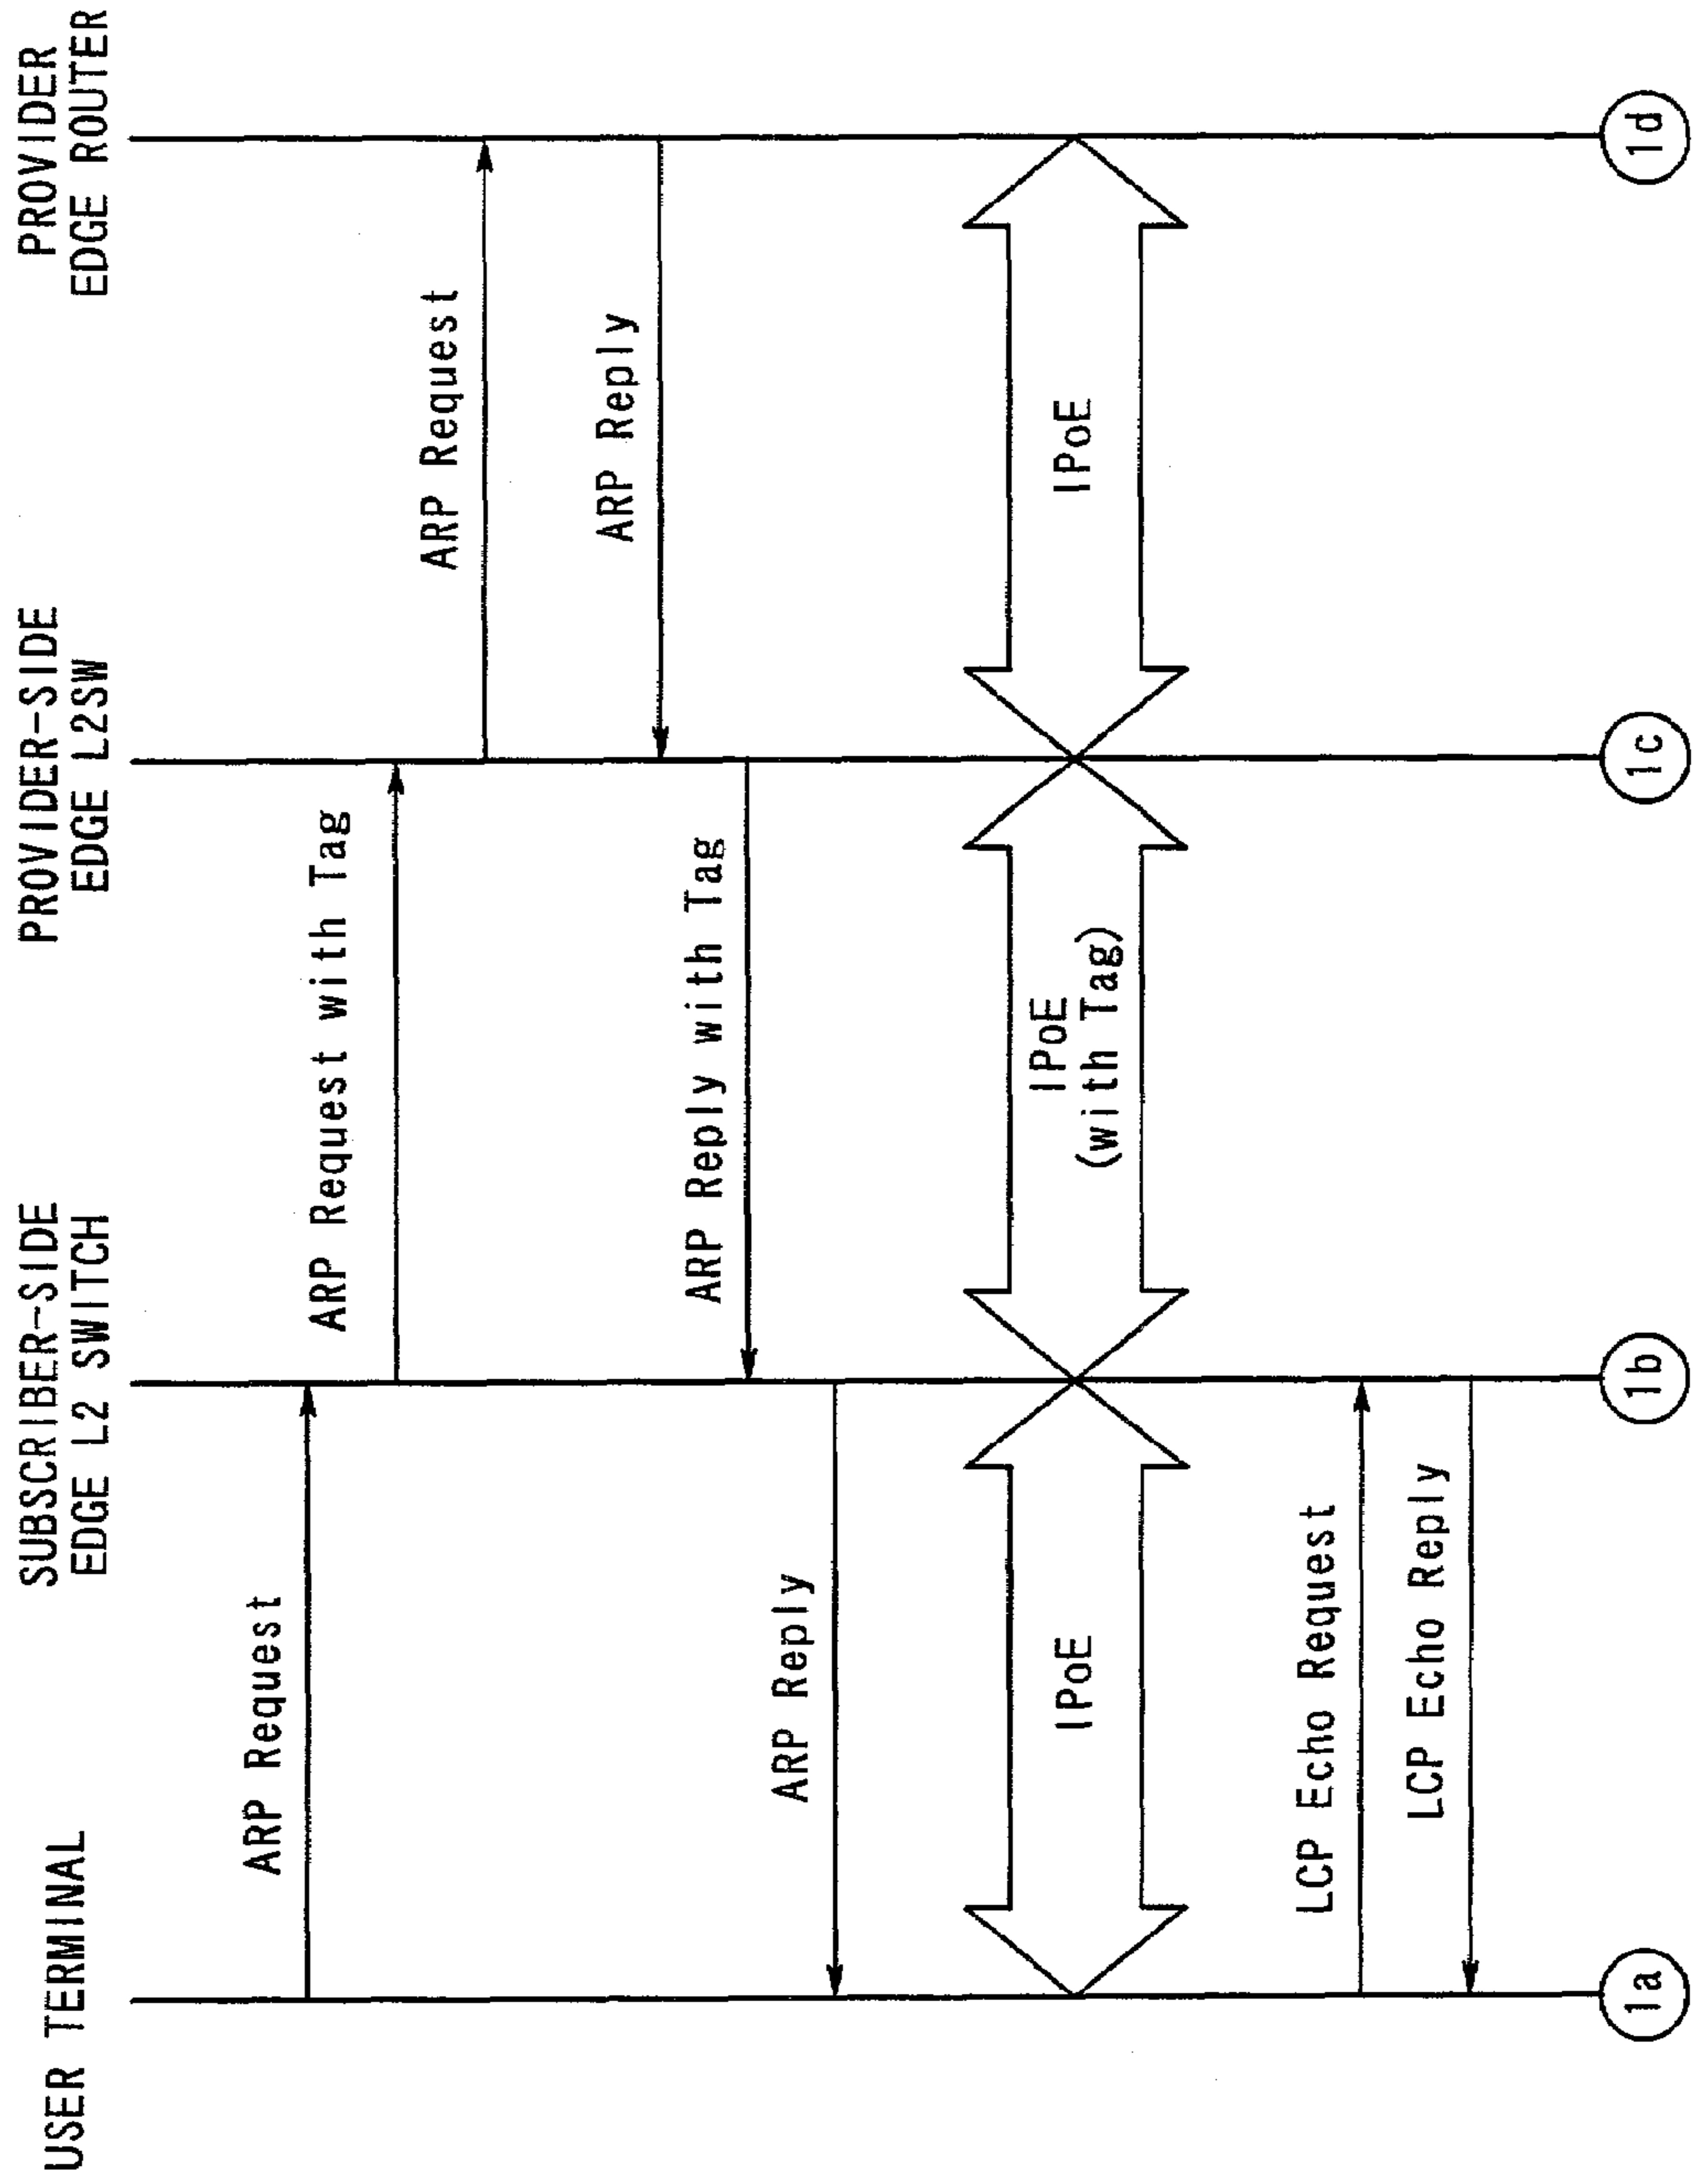 USER TERMINAL
SUBSCRIBER-SIDE
EDGE L2 SWITCH
PROVIDER-SIDE
EDGE L2SW
PROVIDER
EDGE ROUTER
ARP Request
ARP Request with Tag
ARP Request
ARP Reply
ARP Reply with Tag
ARP Reply
IPoE
IPoE
(with Tag)
IPoE
LCP Echo Request
LCP Echo Reply
1a
1b
1c
1d